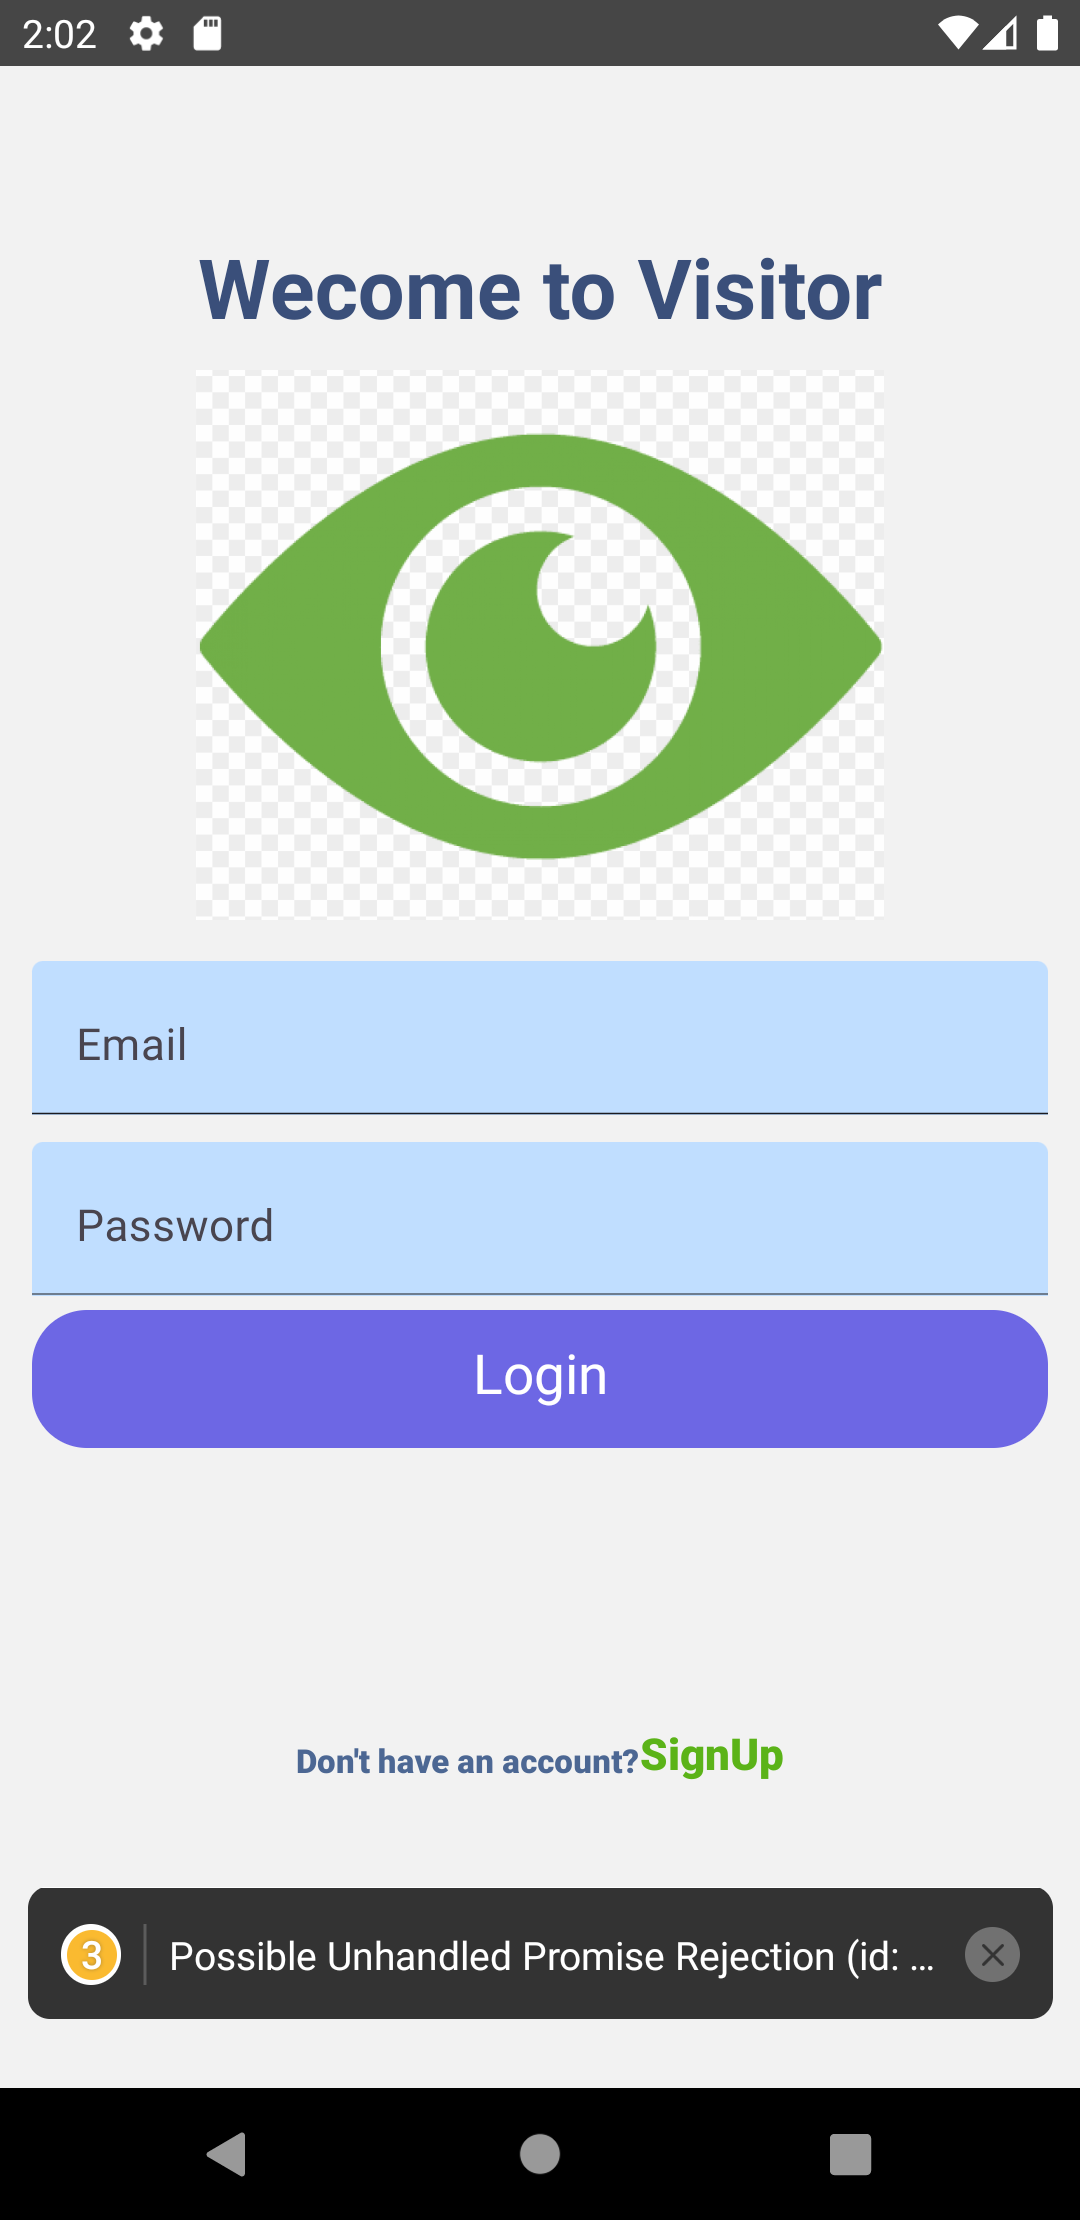 2:02
Wecome to Visitor
Email
Password
Login
Don't have an account?SignUp
3 Possible Unhandled Promise Rejection (id: ...